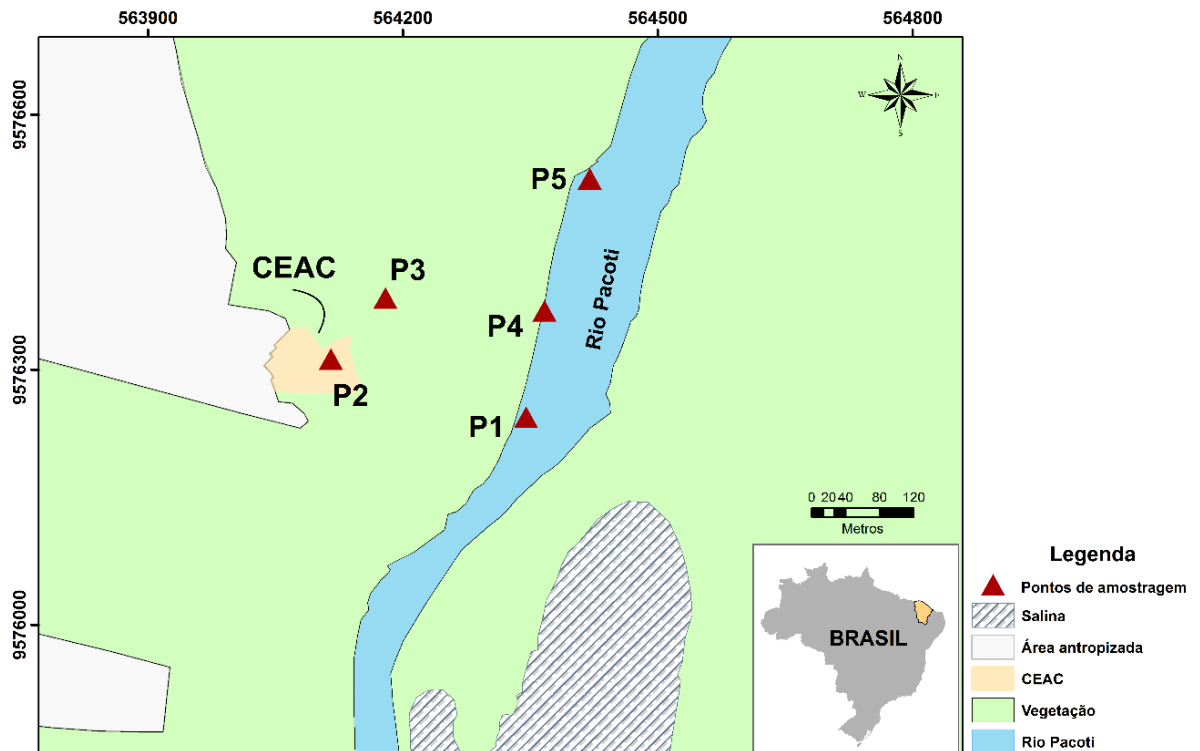 563900 564200 564500 564800
9576600
9576300
9576000
N
W E
S
P5
CEAC
P3
Rio Pacoti
P4
P2
P1
0 20 40 80 120
Metros
BRASIL
Legenda
Pontos de amostragem
Salina
Área antropizada
CEAC
Vegetação
Rio Pacoti